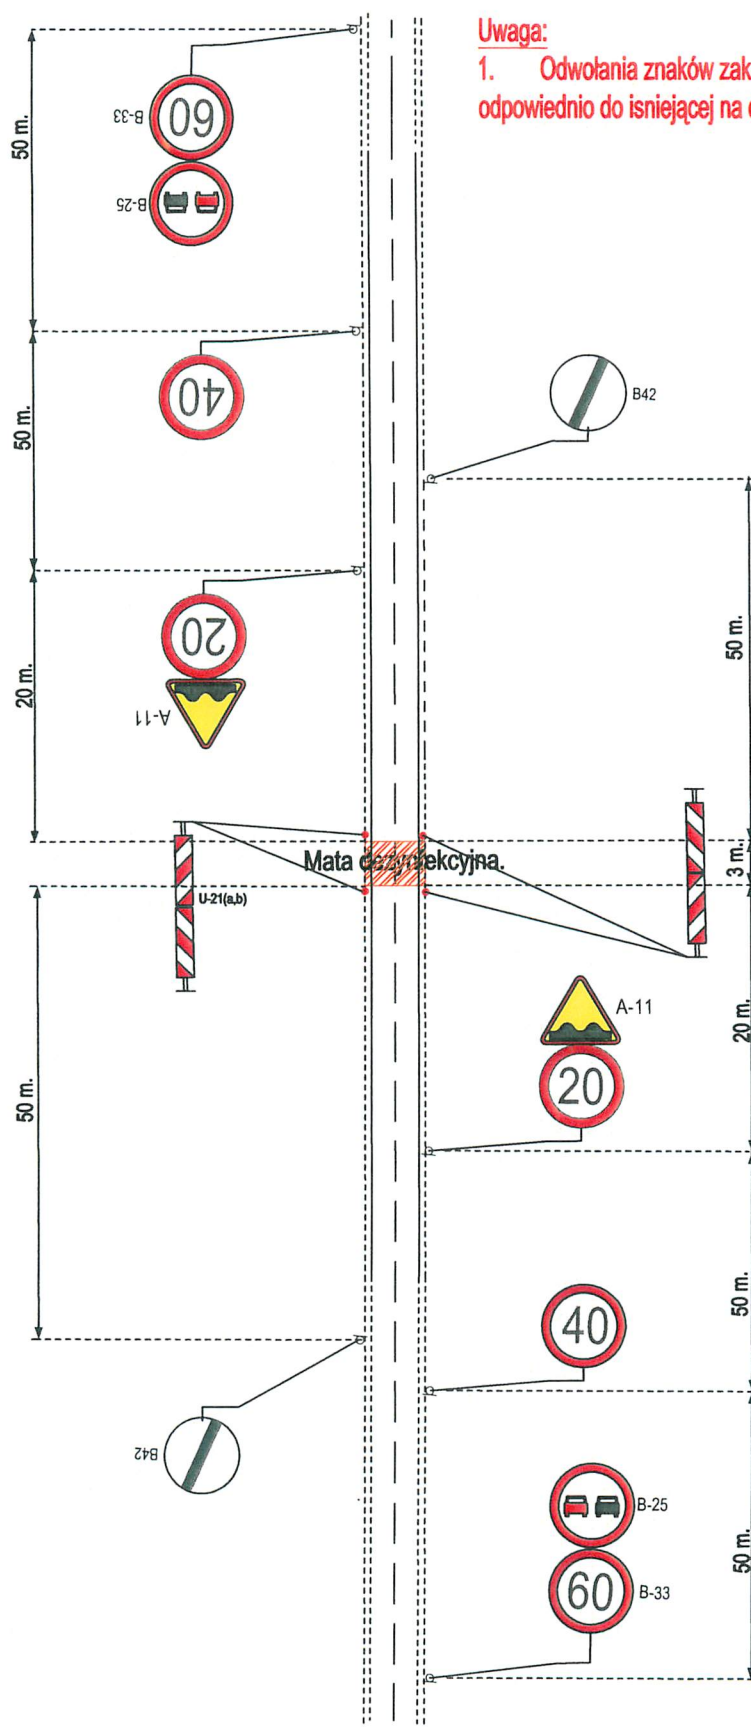 Uwaga:
1. Odwołania znaków zak
odpowiednio do isniejącej na
50 m.
B-33
60
B-25
50 m.
40
B42
20 m.
20
A-11
50 m.
Mata dezynfekcyjna.
3 m.
U-21(a,b)
50 m.
A-11
20 m.
20
40
50 m.
B42
B-25
50 m.
60
B-33